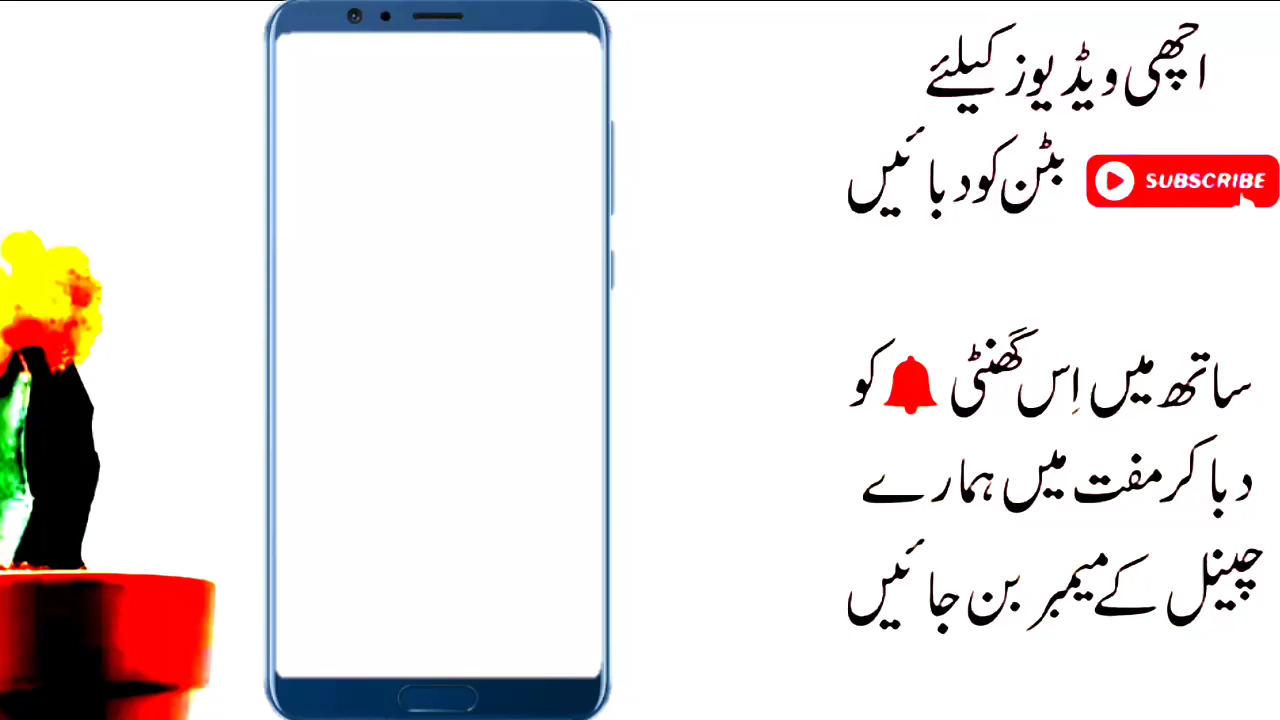 اچھی ویڈیوز کیلئے
SUBSCRIBE بٹن کو دبائیں
ساتھ میں اِس گھنٹی کو
دبا کر مفت میں ہمارے
چینل کے میمبر بن جائیں